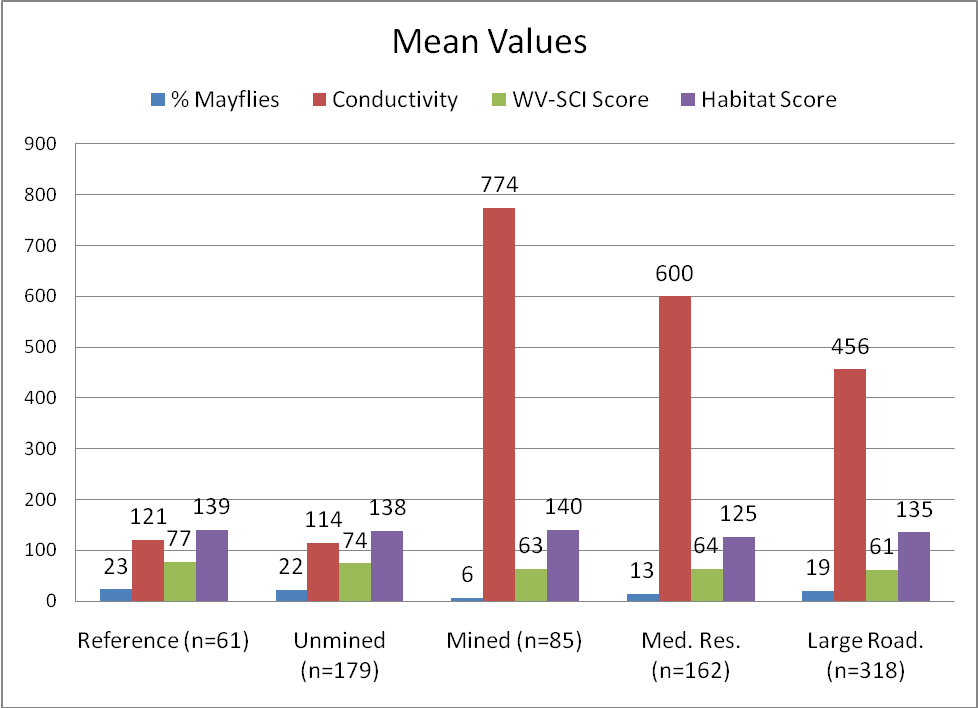 Mean Values
% Mayflies Conductivity WV-SCI Score Habitat Score
900
800
700
600
500
400
300
200
100
0
23 121 77 139
22 114 74 138
6 774 63 140
13 600 64 125
19 456 61 135
Reference (n=61) Unmined Mined (n=85) Med. Res. Large Road.
(n=179) (n=162) (n=318)